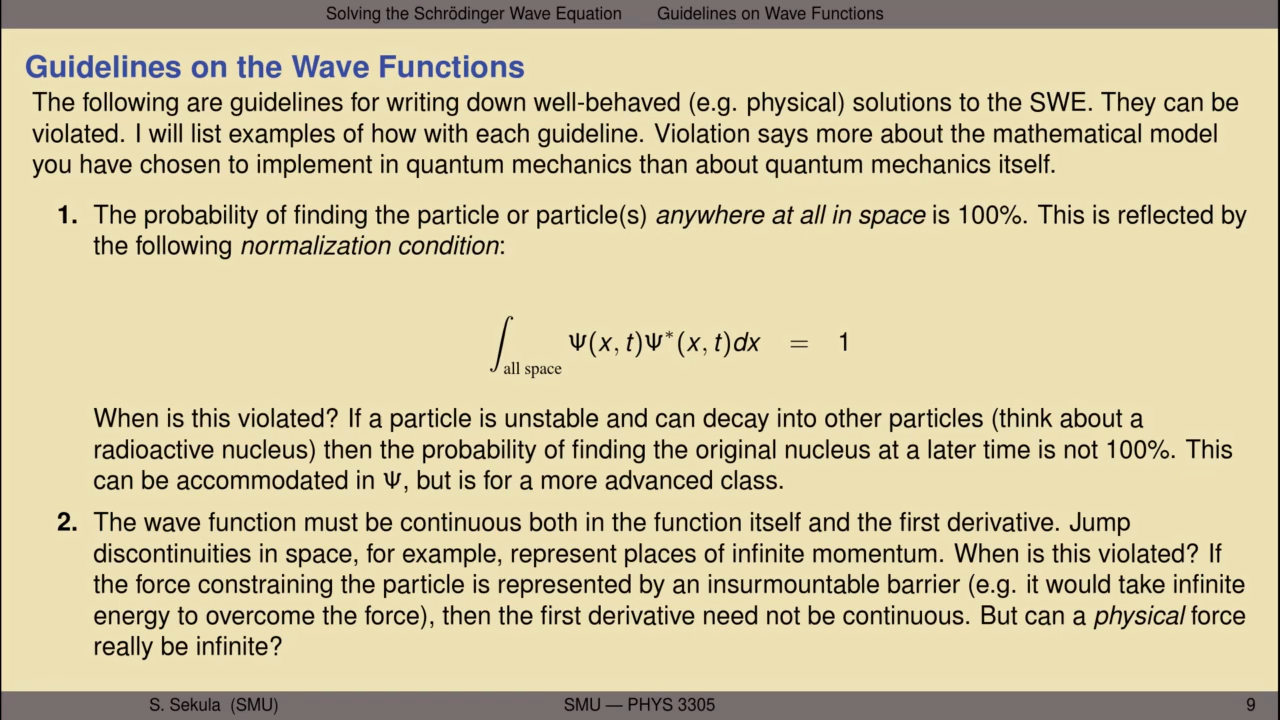 Solving the Schrödinger Wave Equation    Guidelines on Wave Functions
Guidelines on the Wave Functions
The following are guidelines for writing down well-behaved (e.g. physical) solutions to the SWE. They can be
violated. I will list examples of how with each guideline. Violation says more about the mathematical model
you have chosen to implement in quantum mechanics than about quantum mechanics itself.
1. The probability of finding the particle or particle(s) anywhere at all in space is 100%. This is reflected by
the following normalization condition:
∫all space Ψ(x, t)Ψ*(x, t)dx = 1
When is this violated? If a particle is unstable and can decay into other particles (think about a
radioactive nucleus) then the probability of finding the original nucleus at a later time is not 100%. This
can be accommodated in Ψ, but is for a more advanced class.
2. The wave function must be continuous both in the function itself and the first derivative. Jump
discontinuities in space, for example, represent places of infinite momentum. When is this violated? If
the force constraining the particle is represented by an insurmountable barrier (e.g. it would take infinite
energy to overcome the force), then the first derivative need not be continuous. But can a physical force
really be infinite?
S. Sekula (SMU)    SMU — PHYS 3305    9